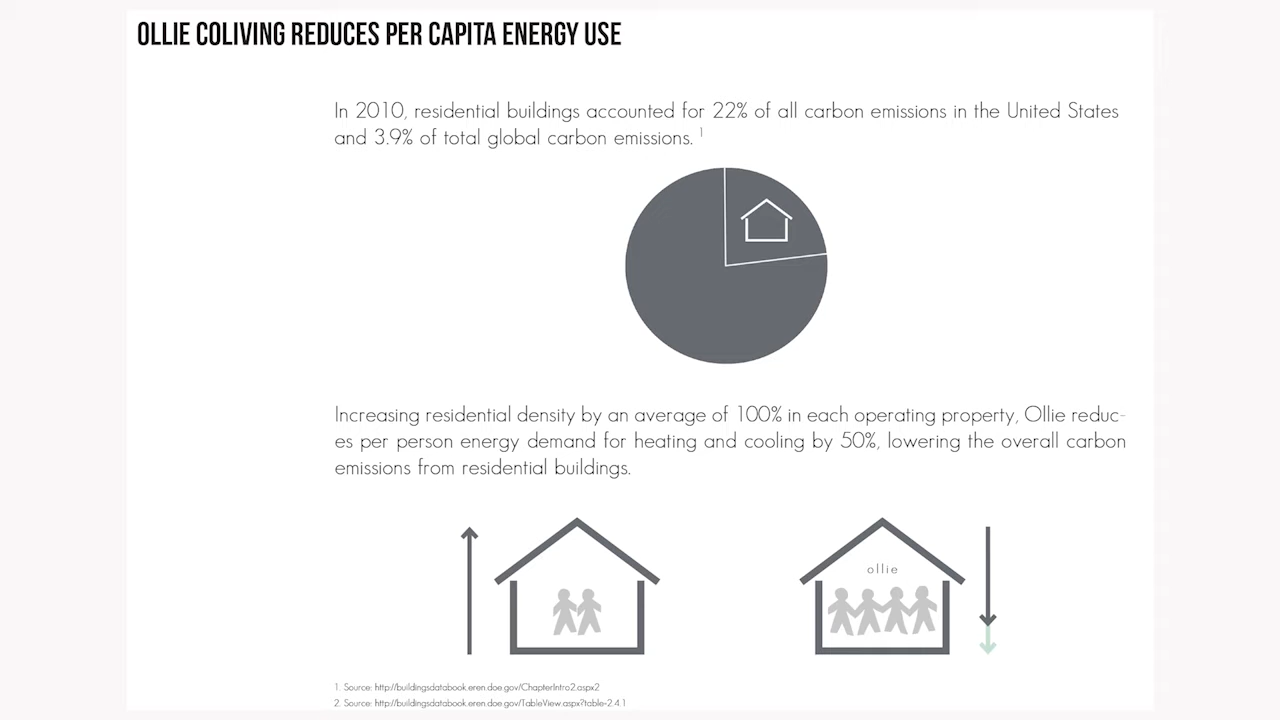 OLLIE COLIVING REDUCES PER CAPITA ENERGY USE
In 2010, residential buildings accounted for 22% of all carbon emissions in the United States
and 3.9% of total global carbon emissions. 1
Increasing residential density by an average of 100% in each operating property, Ollie reduc-
es per person energy demand for heating and cooling by 50%, lowering the overall carbon
emissions from residential buildings.
ollie
1. Source: http://buildingsdatabook.eren.doe.gov/ChapterIntro2.aspx2
2. Source: http://buildingsdatabook.eren.doe.gov/TableView.aspx?table=2.4.1